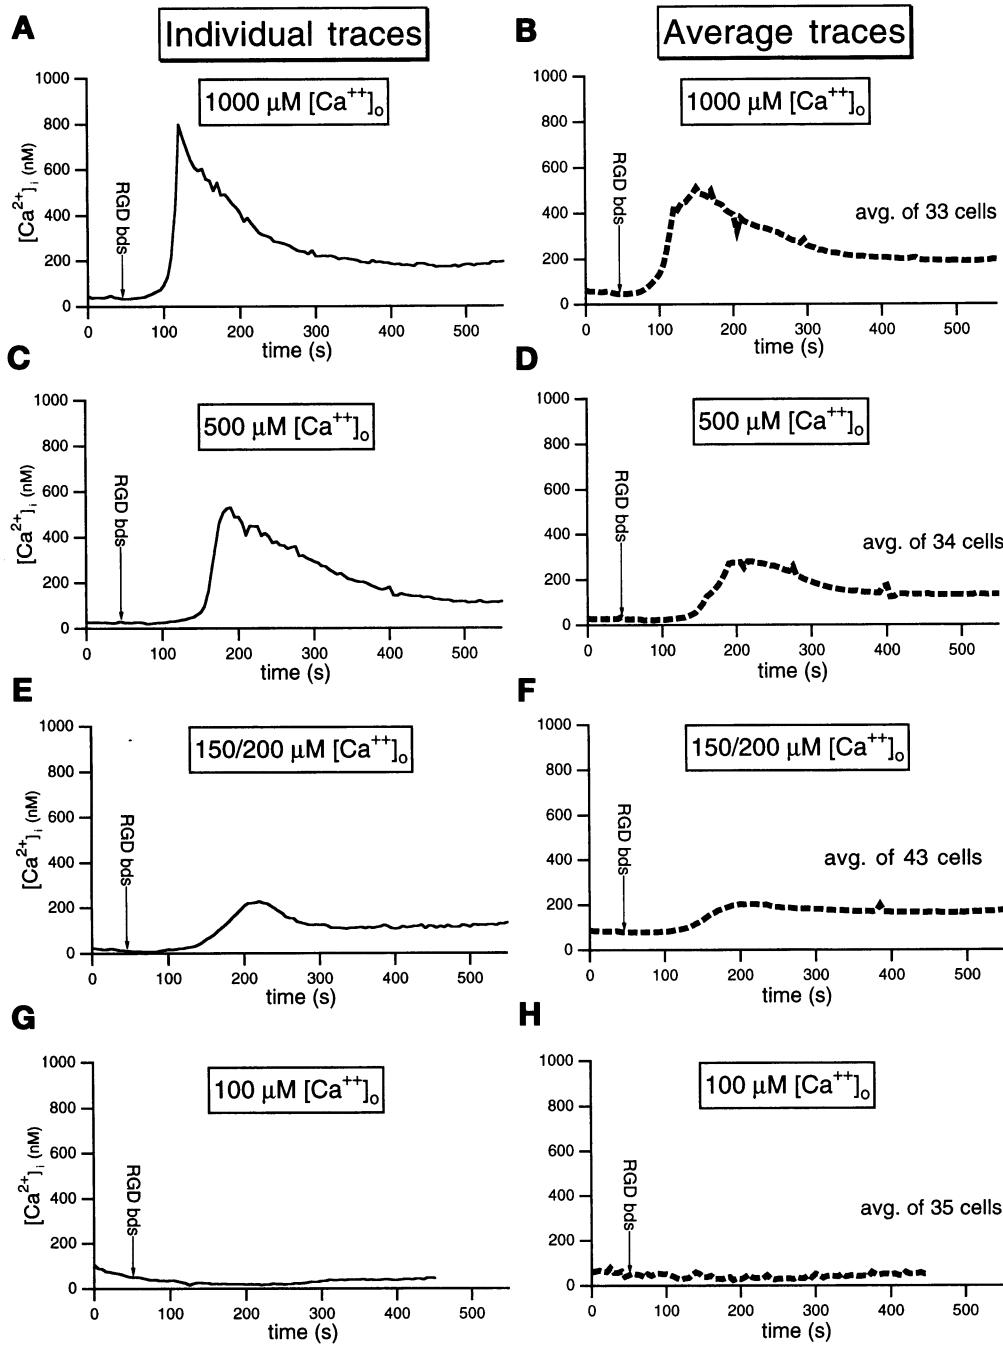 A
Individual traces
B
Average traces
1000 μM [Ca++]o
1000 μM [Ca++]o
[Ca2+]i (nM)
1000
800
600
400
200
0
RGD bds
0 100 200 300 400 500
time (s)
1000
800
600
400
200
0
RGD bds
avg. of 33 cells
0 100 200 300 400 500
time (s)
C
D
500 μM [Ca++]o
500 μM [Ca++]o
[Ca2+]i (nM)
1000
800
600
400
200
0
RGD bds
0 100 200 300 400 500
time (s)
1000
800
600
400
200
0
RGD bds
avg. of 34 cells
0 100 200 300 400 500
time (s)
E
F
150/200 μM [Ca++]o
150/200 μM [Ca++]o
[Ca2+]i (nM)
1000
800
600
400
200
0
RGD bds
0 100 200 300 400 500
time (s)
1000
800
600
400
200
0
RGD bds
avg. of 43 cells
0 100 200 300 400 500
time (s)
G
H
100 μM [Ca++]o
100 μM [Ca++]o
[Ca2+]i (nM)
1000
800
600
400
200
0
RGD bds
0 100 200 300 400 500
time (s)
1000
800
600
400
200
0
RGD bds
avg. of 35 cells
0 100 200 300 400 500
time (s)